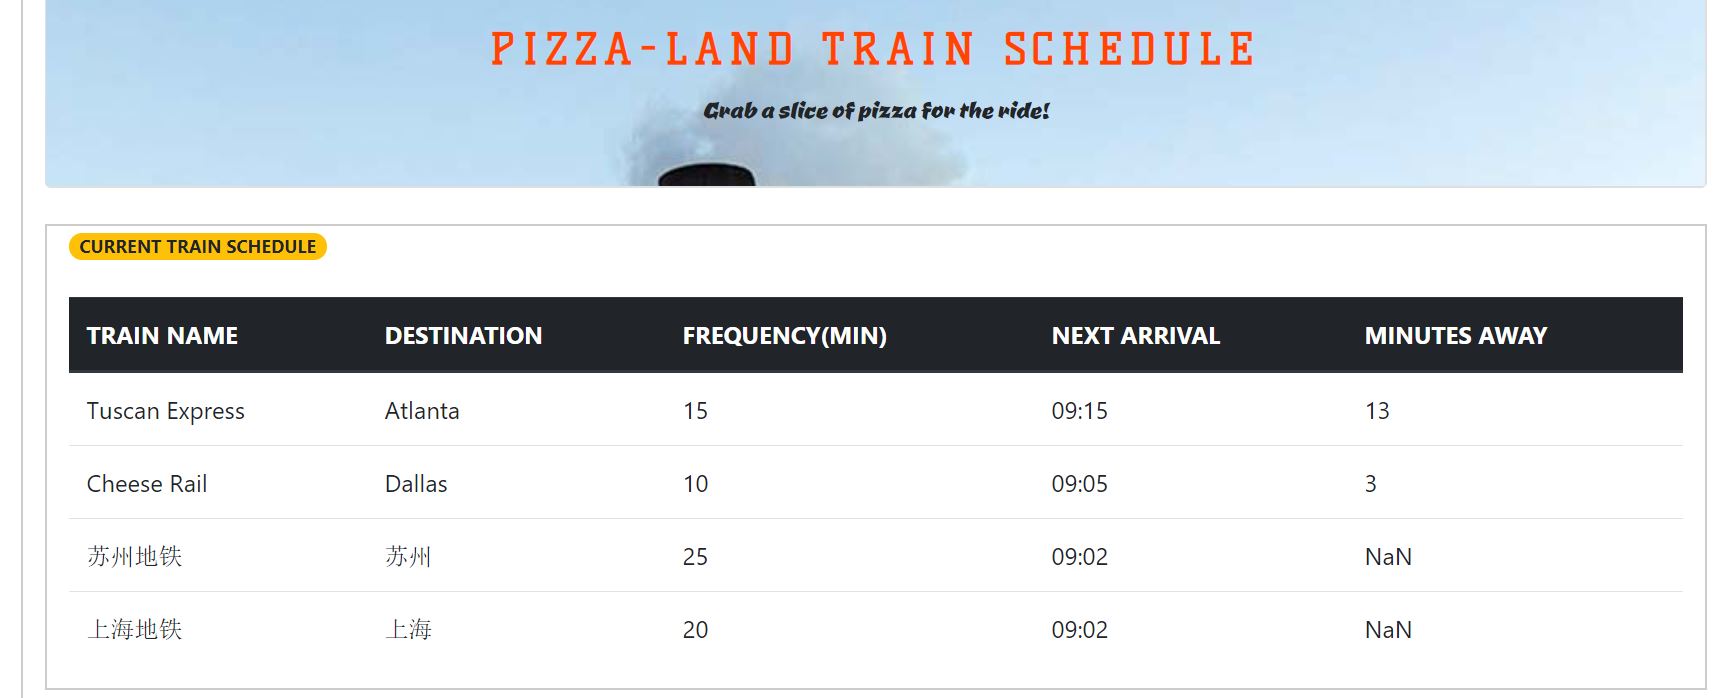 PIZZA-LAND TRAIN SCHEDULE
Grab a slice of pizza for the ride!
CURRENT TRAIN SCHEDULE
TRAIN NAME DESTINATION FREQUENCY(MIN) NEXT ARRIVAL MINUTES AWAY
Tuscan Express Atlanta 15 09:15 13
Cheese Rail Dallas 10 09:05 3
苏州地铁 苏州 25 09:02 NaN
上海地铁 上海 20 09:02 NaN